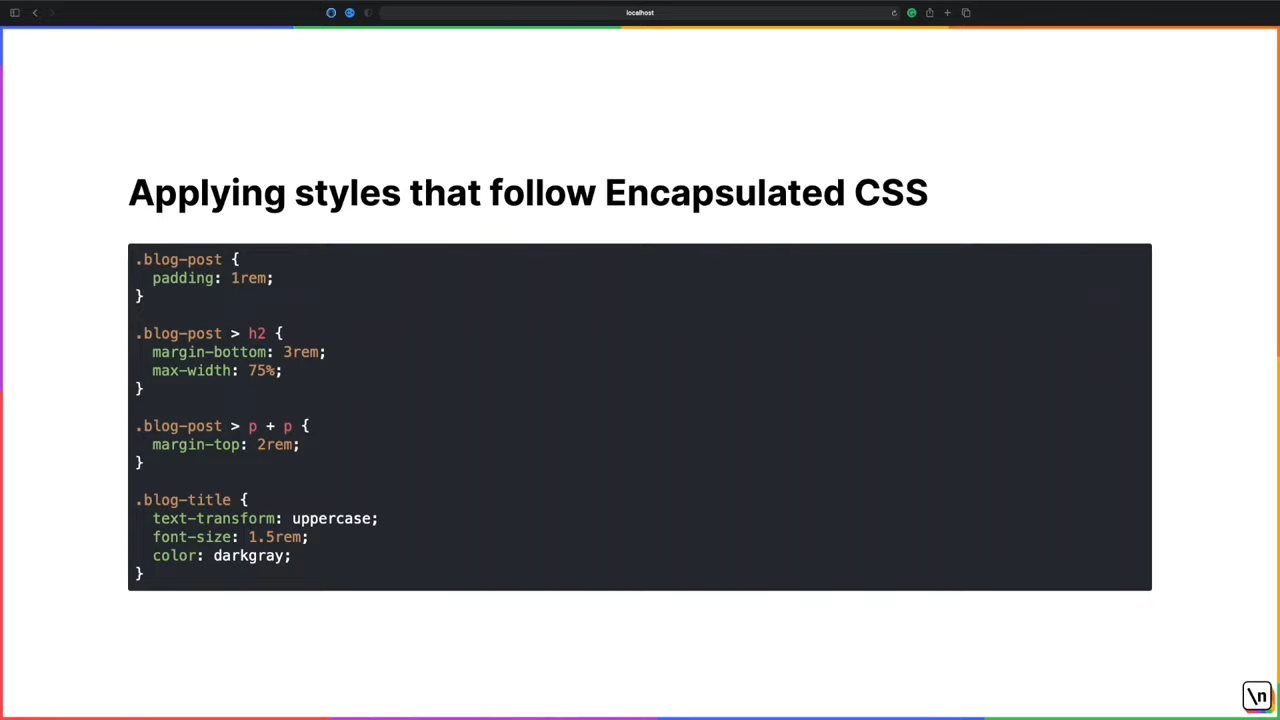 localhost
Applying styles that follow Encapsulated CSS
.blog-post {
  padding: 1rem;
}

.blog-post > h2 {
  margin-bottom: 3rem;
  max-width: 75%;
}

.blog-post > p + p {
  margin-top: 2rem;
}

.blog-title {
  text-transform: uppercase;
  font-size: 1.5rem;
  color: darkgray;
}
\n